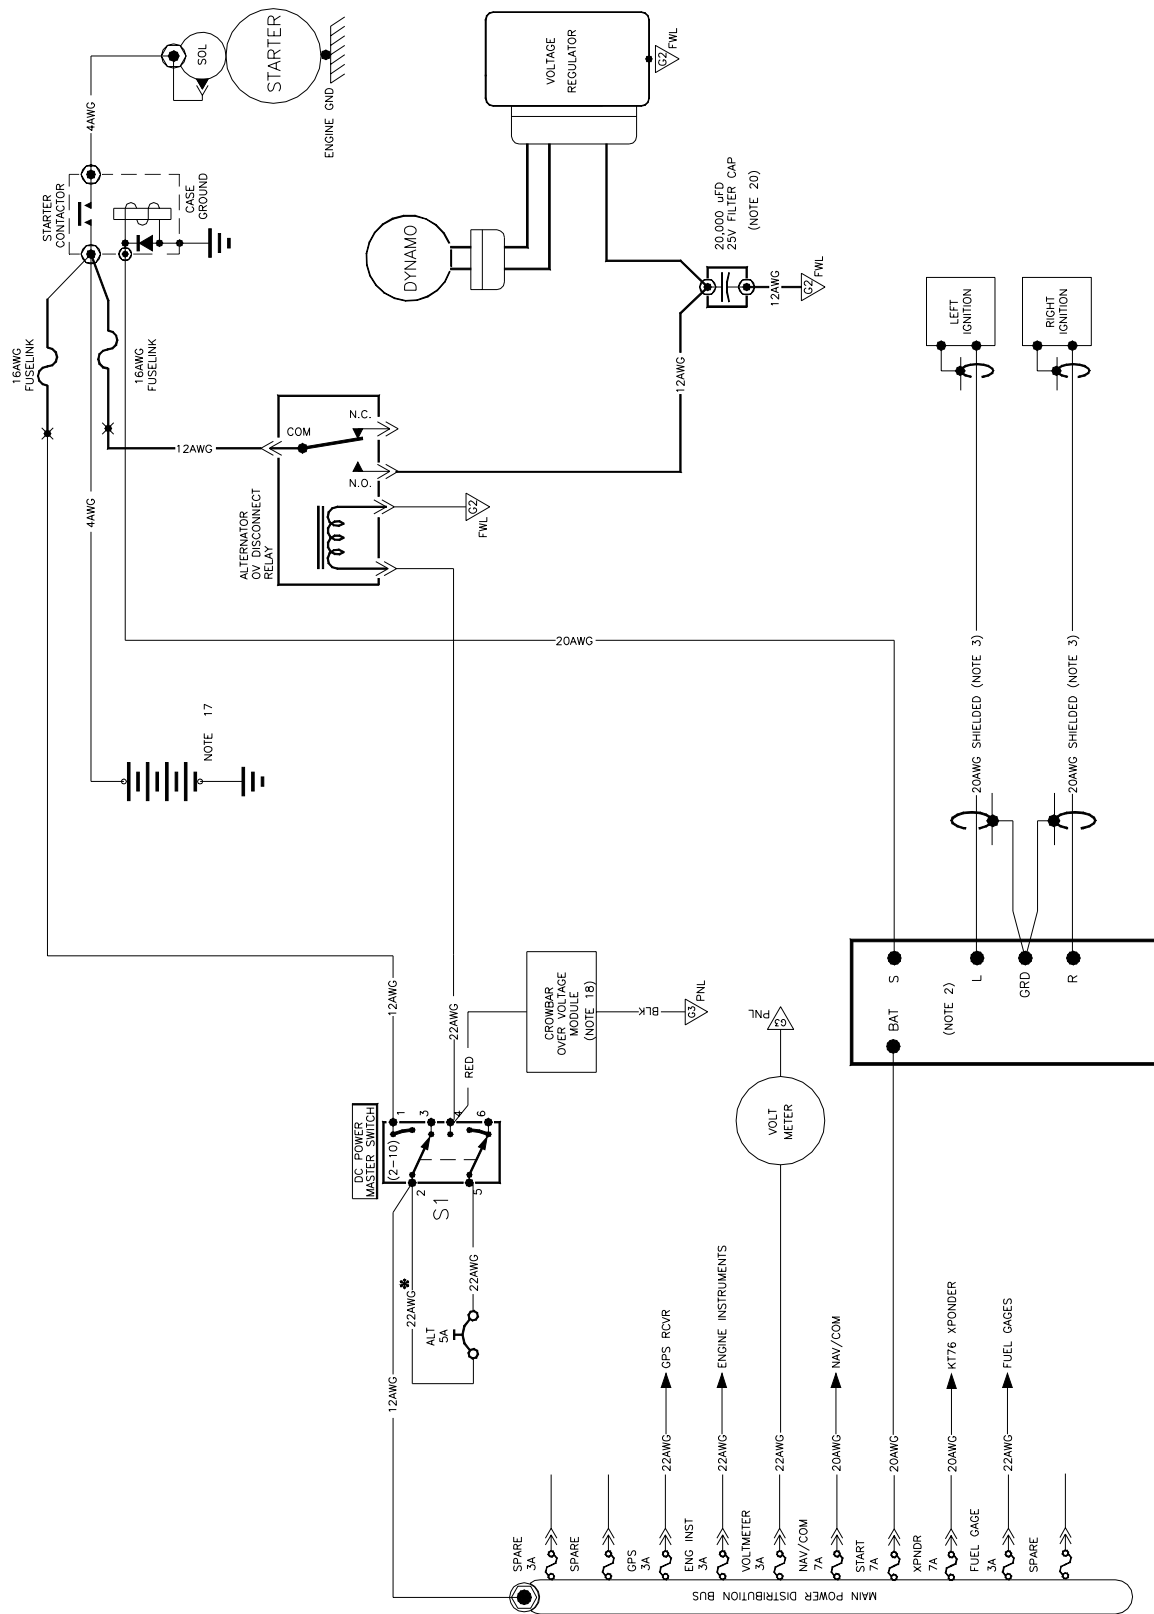 SOL
STARTER
ENGINE GND
4AWG
STARTER
CONTACTOR
CASE
GROUND
16AWG
FUSELINK
16AWG
FUSELINK
VOLTAGE
REGULATOR
G2
FWL
DYNAMO
20,000 uFD
25V FILTER CAP
(NOTE 20)
12AWG
G2
FWL
12AWG
LEFT
IGNITION
RIGHT
IGNITION
COM
N.C.
N.O.
12AWG
4AWG
ALTERNATOR
OV DISCONNECT
RELAY
G2
FWL
20AWG
NOTE 17
20AWG SHIELDED (NOTE 3)
20AWG SHIELDED (NOTE 3)
12AWG
22AWG
RED
CROWBAR
OVER VOLTAGE
MODULE
(NOTE 18)
BLK
G3
PNL
G3
PNL
VOLT
METER
BAT
S
(NOTE 2)
L
GRD
R
DC POWER
MASTER SWITCH
(2-10)
1
3
4
6
2
5
S1
22AWG
*
22AWG
ALT
5A
12AWG
22AWG
GPS RCVR
22AWG
ENGINE INSTRUMENTS
22AWG
20AWG
NAV/COM
20AWG
20AWG
KT76 XPONDER
22AWG
FUEL GAGES
SPARE
3A
SPARE
GPS
3A
ENG INST
3A
VOLTMETER
3A
NAV/COM
7A
START
7A
XPNDR
7A
FUEL GAGE
3A
SPARE
MAIN POWER DISTRIBUTION BUS